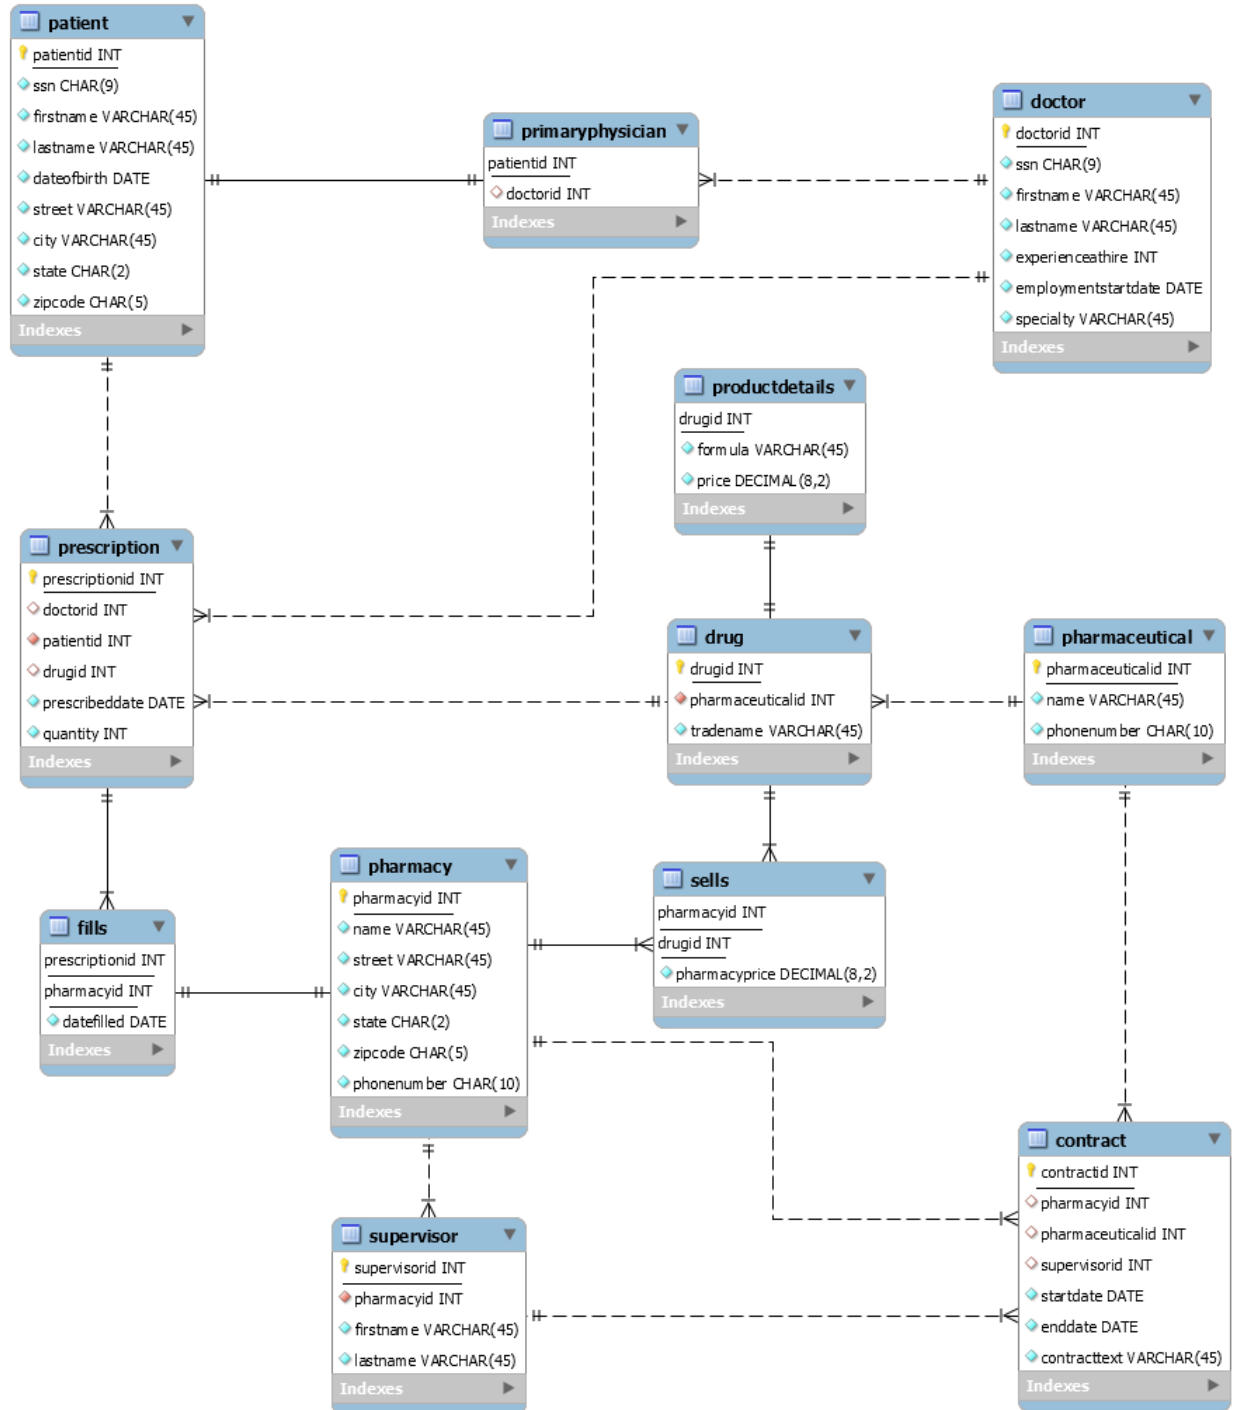 patient
patientid INT
ssn CHAR(9)
firstname VARCHAR(45)
lastname VARCHAR(45)
dateofbirth DATE
street VARCHAR(45)
city VARCHAR(45)
state CHAR(2)
zipcode CHAR(5)
Indexes
primaryphysician
patientid INT
doctorid INT
Indexes
doctor
doctorid INT
ssn CHAR(9)
firstname VARCHAR(45)
lastname VARCHAR(45)
experienceathire INT
employmentstartdate DATE
specialty VARCHAR(45)
Indexes
productdetails
drugid INT
formula VARCHAR(45)
price DECIMAL(8,2)
Indexes
prescription
prescriptionid INT
doctorid INT
patientid INT
drugid INT
prescribeddate DATE
quantity INT
Indexes
drug
drugid INT
pharmaceuticalid INT
tradename VARCHAR(45)
Indexes
pharmaceutical
pharmaceuticalid INT
name VARCHAR(45)
phonenumber CHAR(10)
Indexes
fills
prescriptionid INT
pharmacyid INT
datefilled DATE
Indexes
pharmacy
pharmacyid INT
name VARCHAR(45)
street VARCHAR(45)
city VARCHAR(45)
state CHAR(2)
zipcode CHAR(5)
phonenumber CHAR(10)
Indexes
sells
pharmacyid INT
drugid INT
pharmacyprice DECIMAL(8,2)
Indexes
supervisor
supervisorid INT
pharmacyid INT
firstname VARCHAR(45)
lastname VARCHAR(45)
Indexes
contract
contractid INT
pharmacyid INT
pharmaceuticalid INT
supervisorid INT
startdate DATE
enddate DATE
contracttext VARCHAR(45)
Indexes